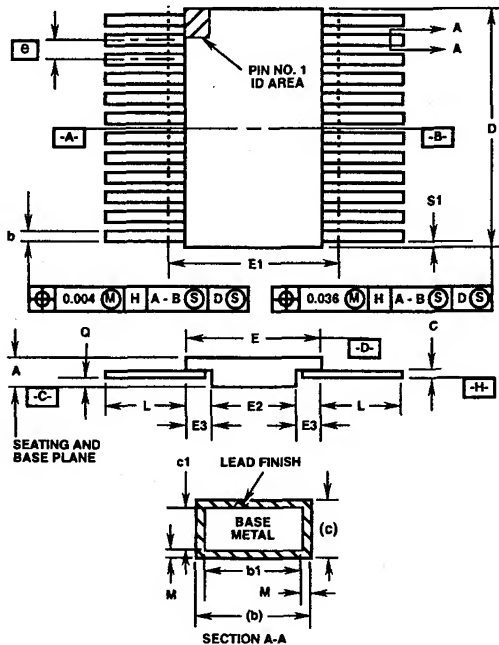 e
PIN NO. 1
ID AREA
A
A
-A-
-B-
D
b
S1
E1
⌖ 0.004 Ⓜ H A - B Ⓢ D Ⓢ
⌖ 0.036 Ⓜ H A - B Ⓢ D Ⓢ
Q
E
-D-
C
A
-C-
-H-
L
E3
E2
E3
L
SEATING AND
BASE PLANE
c1
LEAD FINISH
BASE
METAL
(c)
b1
M
M
(b)
SECTION A-A